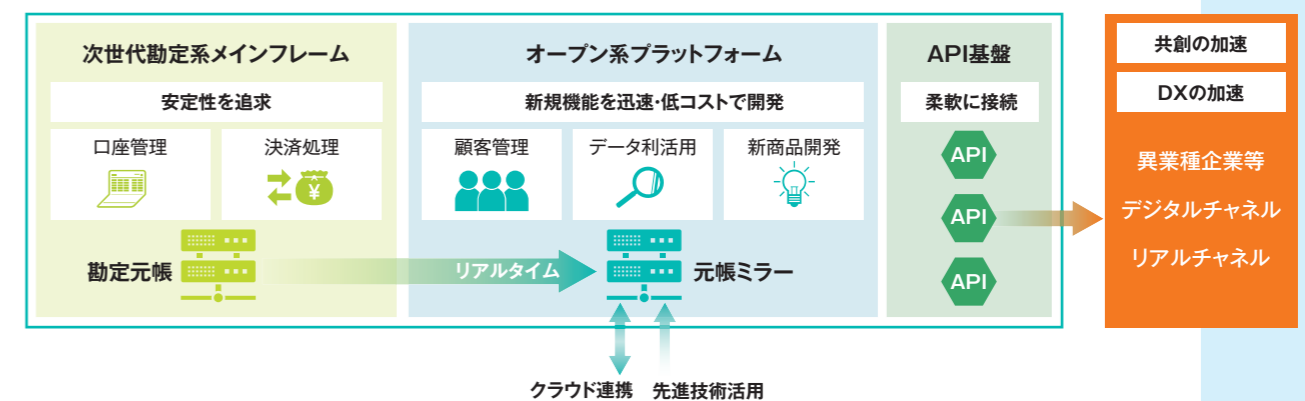 次世代勘定系メインフレーム
安定性を追求
口座管理
決済処理
¥
勘定元帳
リアルタイム
オープン系プラットフォーム
新規機能を迅速・低コストで開発
顧客管理
データ利活用
新商品開発
元帳ミラー
クラウド連携
先進技術活用
API基盤
柔軟に接続
API
API
API
共創の加速
DXの加速
異業種企業等
デジタルチャネル
リアルチャネル